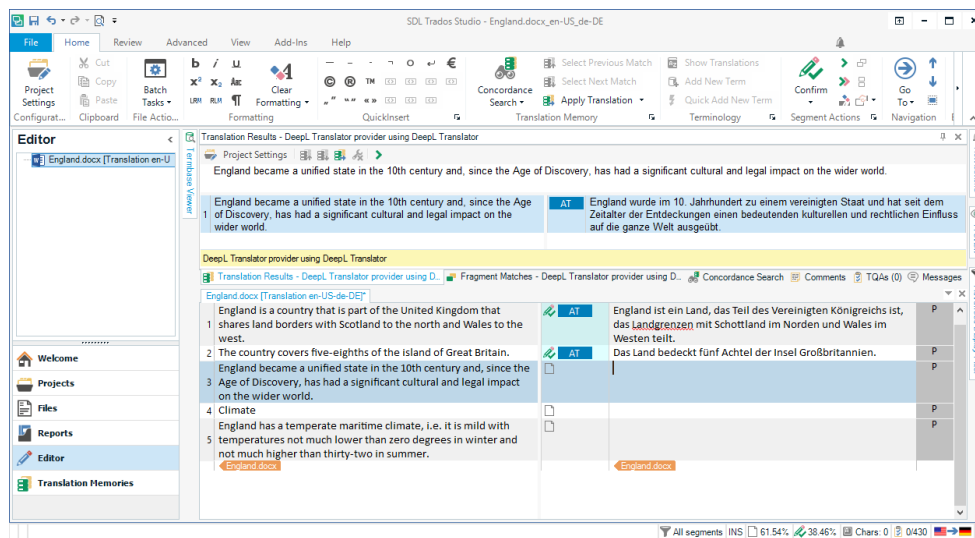 SDL Trados Studio - England.docx_en-US_de-DE
File Home Review Advanced View Add-Ins Help
Project Settings
Cut
Copy
Paste
Batch Tasks
b i u
x² x₂ Aa
LRM RLM ¶
Clear Formatting
© ® TM
€
„“ “” «»
Concordance Search
Select Previous Match
Select Next Match
Apply Translation
Show Translations
Add New Term
Quick Add New Term
Confirm
Go To
Configurat... Clipboard File Actio... Formatting QuickInsert Translation Memory Terminology Segment Actions Navigation
Editor
England.docx [Translation en-U
Termbase Viewer
Translation Results - DeepL Translator provider using DeepL Translator
Project Settings
England became a unified state in the 10th century and, since the Age of Discovery, has had a significant cultural and legal impact on the wider world.
England became a unified state in the 10th century and, since the Age
1 of Discovery, has had a significant cultural and legal impact on the
wider world.
AT
England wurde im 10. Jahrhundert zu einem vereinigten Staat und hat seit dem
Zeitalter der Entdeckungen einen bedeutenden kulturellen und rechtlichen Einfluss
auf die ganze Welt ausgeübt.
DeepL Translator provider using DeepL Translator
Translation Results - DeepL Translator provider using D... Fragment Matches - DeepL Translator provider using D... Concordance Search Comments TQAs (0) Messages
England.docx [Translation en-US-de-DE]*
England is a country that is part of the United Kingdom that
1 shares land borders with Scotland to the north and Wales to the
west.
AT
England ist ein Land, das Teil des Vereinigten Königreichs ist,
das Landgrenzen mit Schottland im Norden und Wales im
Westen teilt.
P
2 The country covers five-eighths of the island of Great Britain. AT Das Land bedeckt fünf Achtel der Insel Großbritannien. P
England became a unified state in the 10th century and, since the
3 Age of Discovery, has had a significant cultural and legal impact
on the wider world.
P
4 Climate P
England has a temperate maritime climate, i.e. it is mild with
5 temperatures not much lower than zero degrees in winter and
not much higher than thirty-two in summer.
P
England.docx England.docx
Welcome
Projects
Files
Reports
Editor
Translation Memories
All segments INS 61.54% 38.46% Chars: 0 0/430